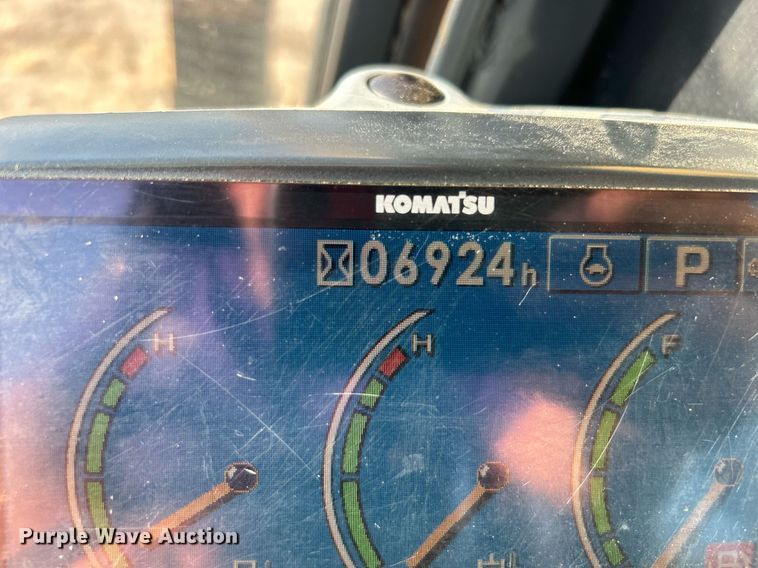 KOMATSU
06924h P
H H F
Purple Wave Auction